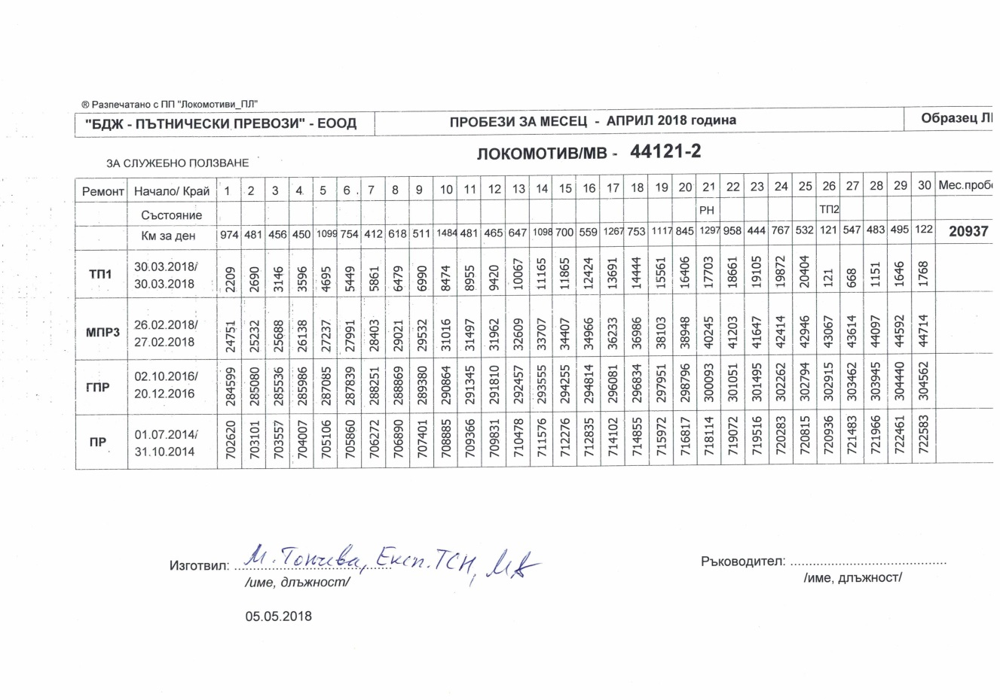 ® Разпечатано с ПП "Локомотиви_ПЛ"
"БДЖ - ПЪТНИЧЕСКИ ПРЕВОЗИ" - ЕООД ПРОБЕЗИ ЗА МЕСЕЦ - АПРИЛ 2018 година Образец
ЗА СЛУЖЕБНО ПОЛЗВАНЕ ЛОКОМОТИВ/МВ - 44121-2
Ремонт Начало/ Край 1 2 3 4 5 6 7 8 9 10 11 12 13 14 15 16 17 18 19 20 21 22 23 24 25 26 27 28 29 30 Мес.пробе
Състояние РН ТП2
Км за ден 974 481 456 450 1099 754 412 618 511 1484 481 465 647 1098 700 559 1267 753 1117 845 1297 958 444 767 532 121 547 483 495 122 20937
ТП1 30.03.2018/ 30.03.2018 2209 2690 3146 3596 4695 5449 5861 6479 6990 8474 8955 9420 10067 11165 11865 12424 13691 14444 15561 16406 17703 18661 19105 19872 20404 121 668 1151 1646 1768
МПР3 26.02.2018/ 27.02.2018 24751 25232 25688 26138 27237 27991 28403 29021 29532 31016 31497 31962 32609 33707 34407 34966 36233 36986 38103 38948 40245 41203 41647 42414 42946 43067 43614 44097 44592 44714
ГПР 02.10.2016/ 20.12.2016 284599 285080 285536 285986 287085 287839 288251 288869 289380 290864 291345 291810 292457 293555 294255 294814 296081 296834 297951 298796 300093 301051 301495 302262 302794 302915 303462 303945 304440 304562
ПР 01.07.2014/ 31.10.2014 702620 703101 703557 704007 705106 705860 706272 706890 707401 708885 709366 709831 710478 711576 712276 712835 714102 714855 715972 716817 718114 719072 719516 720283 720815 720936 721483 721966 722461 722583
Изготвил: М. Тончева, Експ. ТСН, Ръководител: ..........
/име, длъжност/ /име, длъжност/
05.05.2018